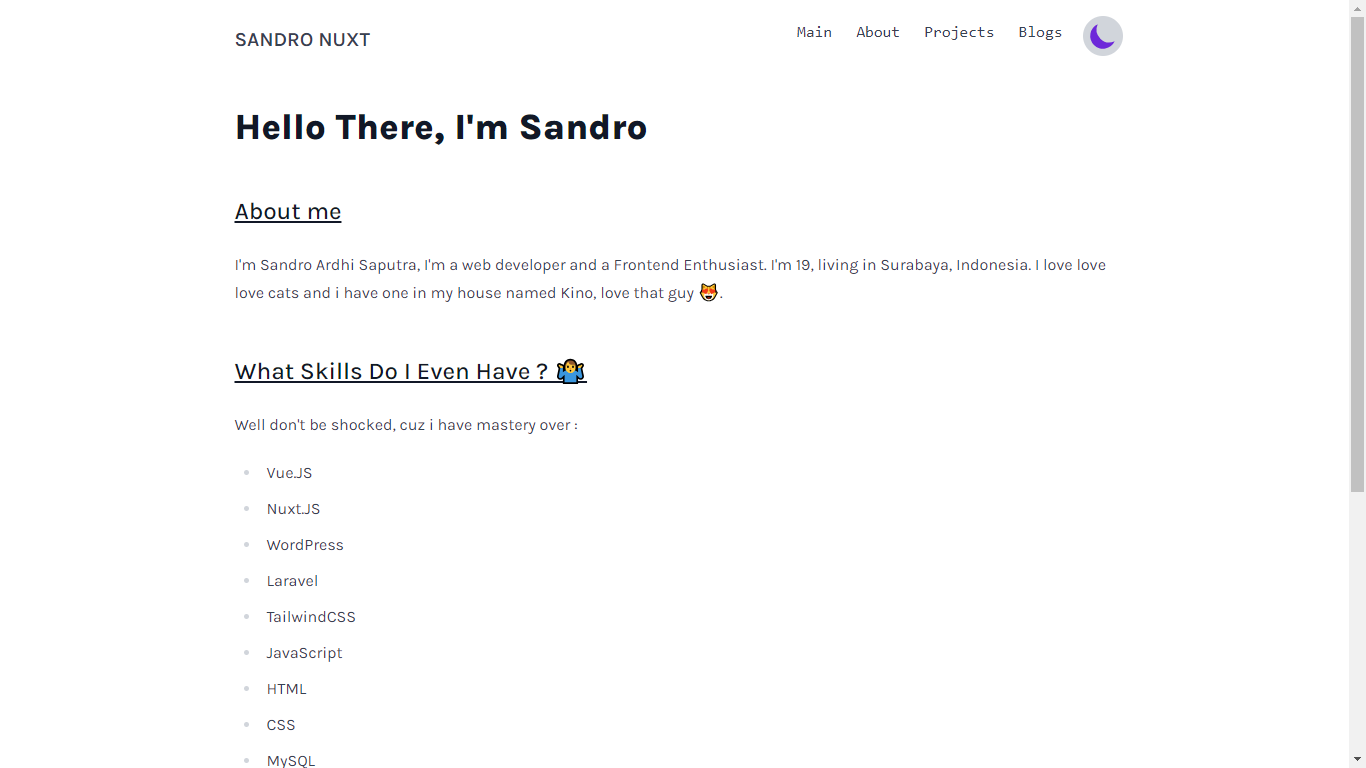 SANDRO NUXT
Main About Projects Blogs
Hello There, I'm Sandro
About me
I'm Sandro Ardhi Saputra, I'm a web developer and a Frontend Enthusiast. I'm 19, living in Surabaya, Indonesia. I love love
love cats and i have one in my house named Kino, love that guy 😻.
What Skills Do I Even Have ? 🤷‍♂️
Well don't be shocked, cuz i have mastery over :
Vue.JS
Nuxt.JS
WordPress
Laravel
TailwindCSS
JavaScript
HTML
CSS
MySQL